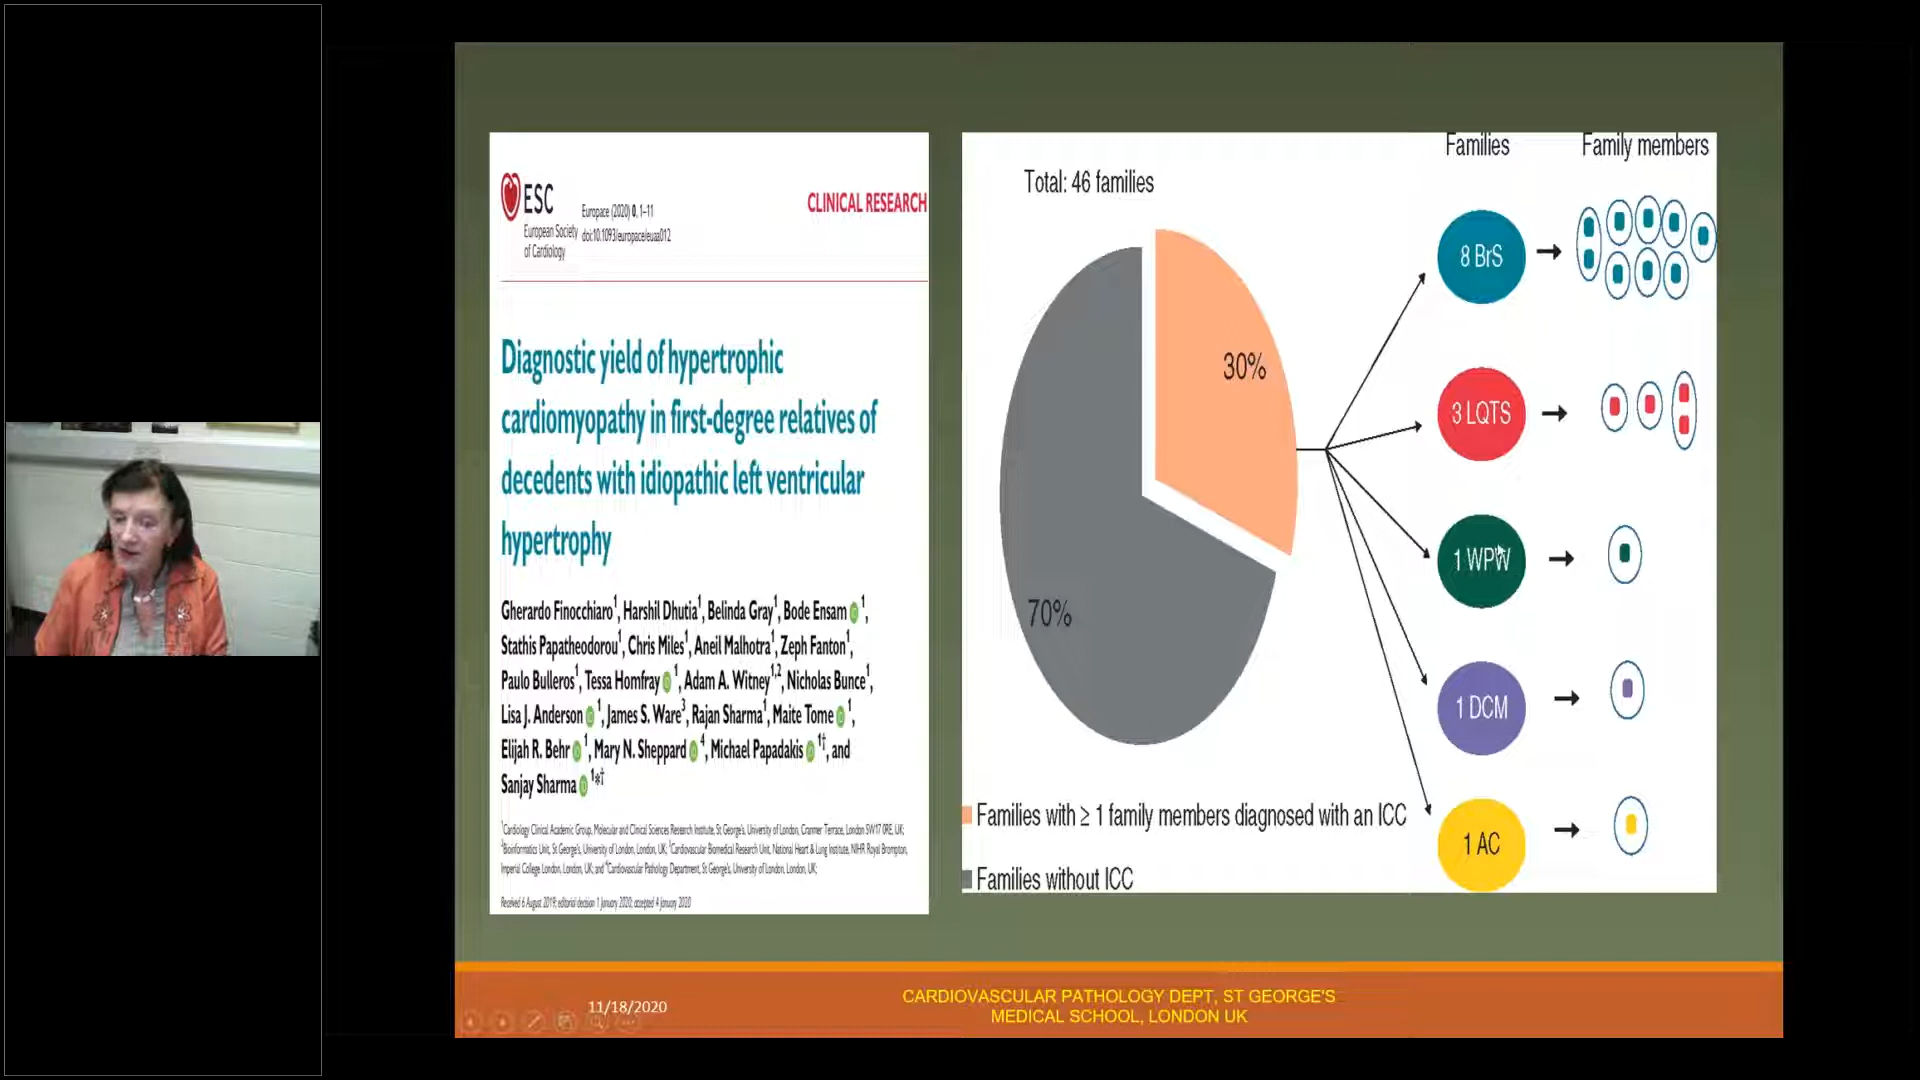 ESC
European Society
of Cardiology
Europace (2020) 0, 1–11
doi:10.1093/europace/euaa012
CLINICAL RESEARCH
Diagnostic yield of hypertrophic
cardiomyopathy in first-degree relatives of
decedents with idiopathic left ventricular
hypertrophy
Gherardo Finocchiaro1, Harshil Dhutia1, Belinda Gray1, Bode Ensam 1,
Stathis Papatheodorou1, Chris Miles1, Aneil Malhotra1, Zeph Fanton1,
Paulo Bulleros1, Tessa Homfray 1, Adam A. Witney1,2, Nicholas Bunce1,
Lisa J. Anderson 1, James S. Ware3, Rajan Sharma1, Maite Tome 1,
Elijah R. Behr 1, Mary N. Sheppard 4, Michael Papadakis 1†, and
Sanjay Sharma 1*†
1Cardiology Clinical Academic Group, Molecular and Clinical Sciences Research Institute, St George's, University of London, Cranmer Terrace, London SW17 0RE, UK;
2Bioinformatics Unit, St George's, University of London, London, UK; 3Cardiovascular Biomedical Research Unit, National Heart & Lung Institute, NIHR Royal Brompton,
Imperial College London, London, UK; and 4Cardiovascular Pathology Department, St George's, University of London, London, UK;
Received 6 August 2019; editorial decision 1 January 2020; accepted 4 January 2020
Total: 46 families
Families
Family members
30%
70%
8 BrS
3 LQTS
1 WPW
1 DCM
1 AC
Families with ≥ 1 family members diagnosed with an ICC
Families without ICC
11/18/2020
CARDIOVASCULAR PATHOLOGY DEPT, ST GEORGE'S
MEDICAL SCHOOL, LONDON UK